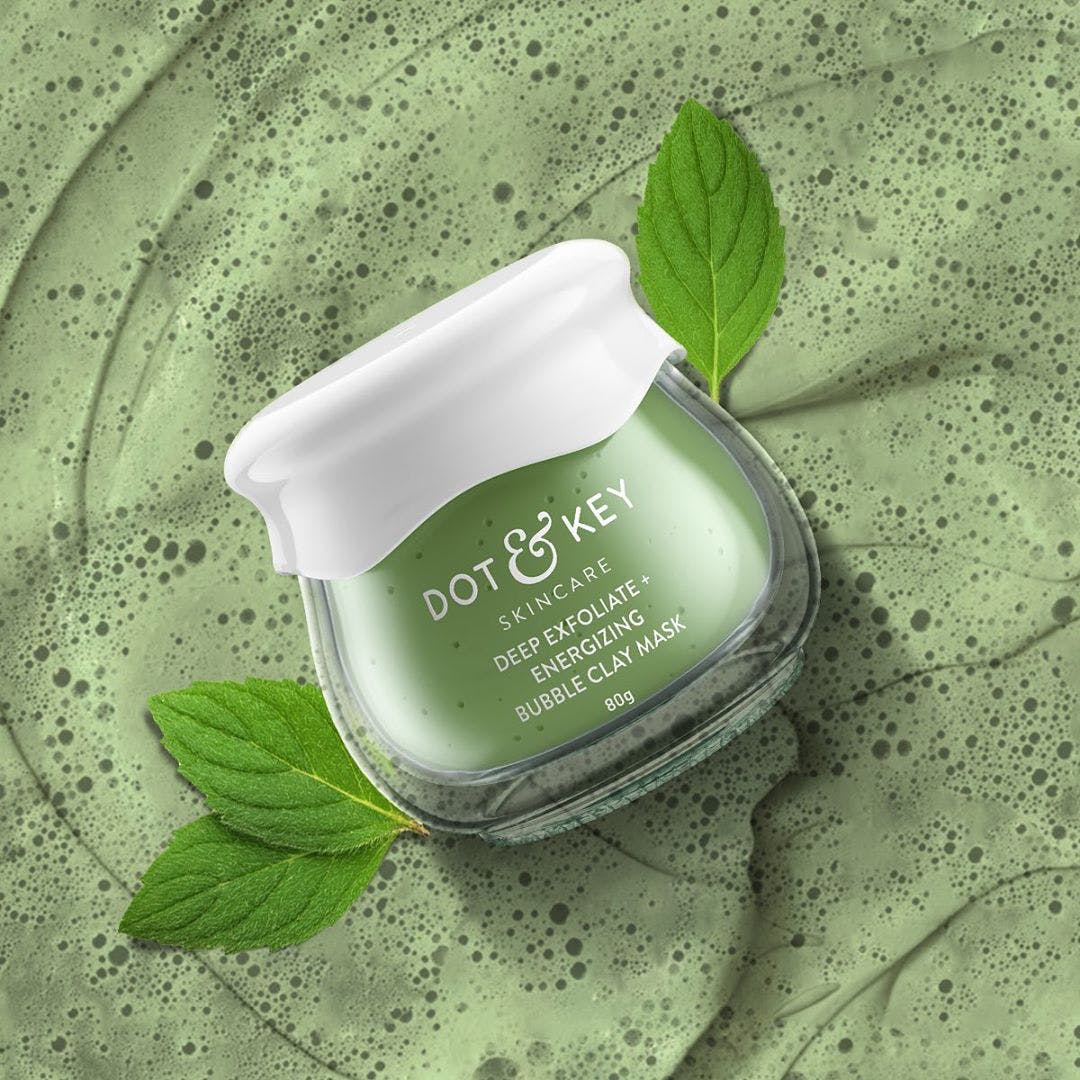 DOT & KEY
SKINCARE
DEEP EXFOLIATE +
ENERGIZING
BUBBLE CLAY MASK
80g